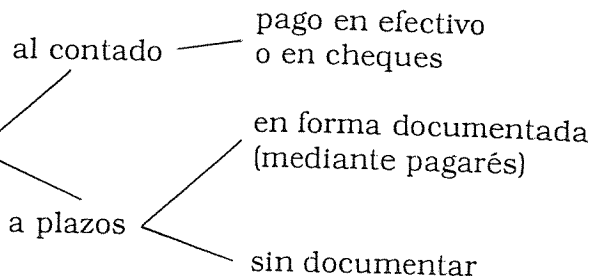 al contado
pago en efectivo
o en cheques
a plazos
en forma documentada
(mediante pagarés)
sin documentar